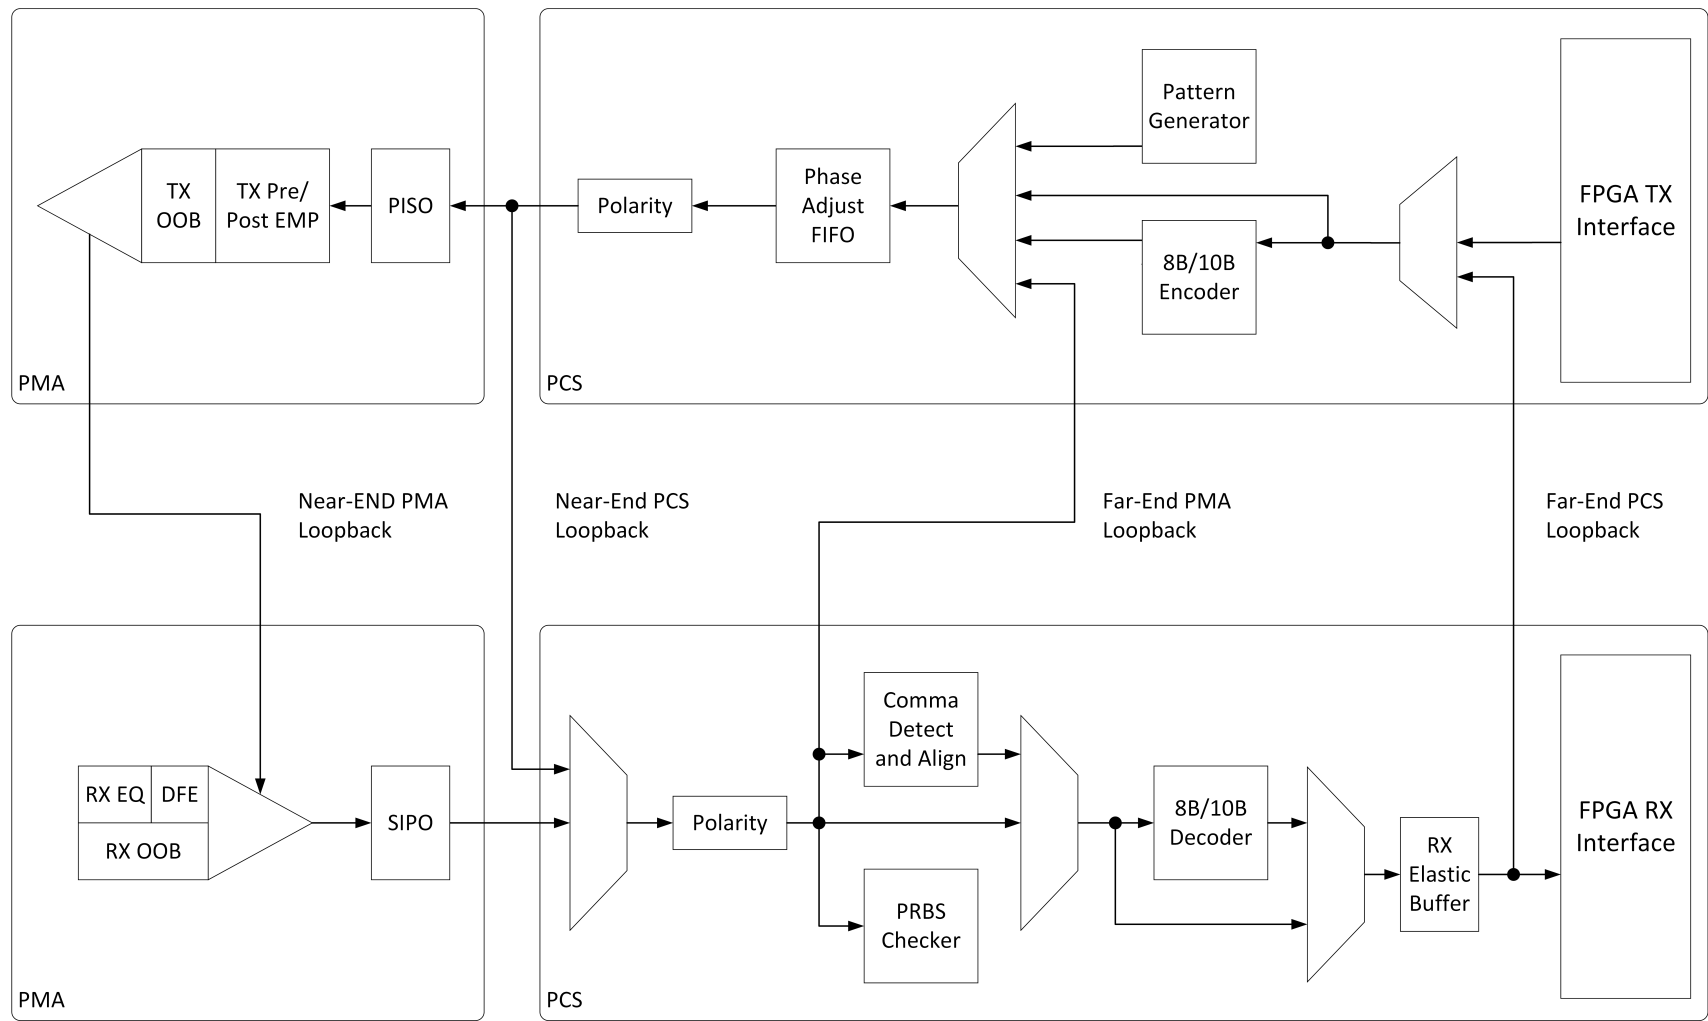 Pattern
Generator
FPGA TX
Interface
TX
OOB
TX Pre/
Post EMP
PISO
Polarity
Phase
Adjust
FIFO
8B/10B
Encoder
PMA
PCS
Near-END PMA
Loopback
Near-End PCS
Loopback
Far-End PMA
Loopback
Far-End PCS
Loopback
RX EQ
DFE
RX OOB
SIPO
Polarity
Comma
Detect
and Align
PRBS
Checker
8B/10B
Decoder
RX
Elastic
Buffer
FPGA RX
Interface
PMA
PCS